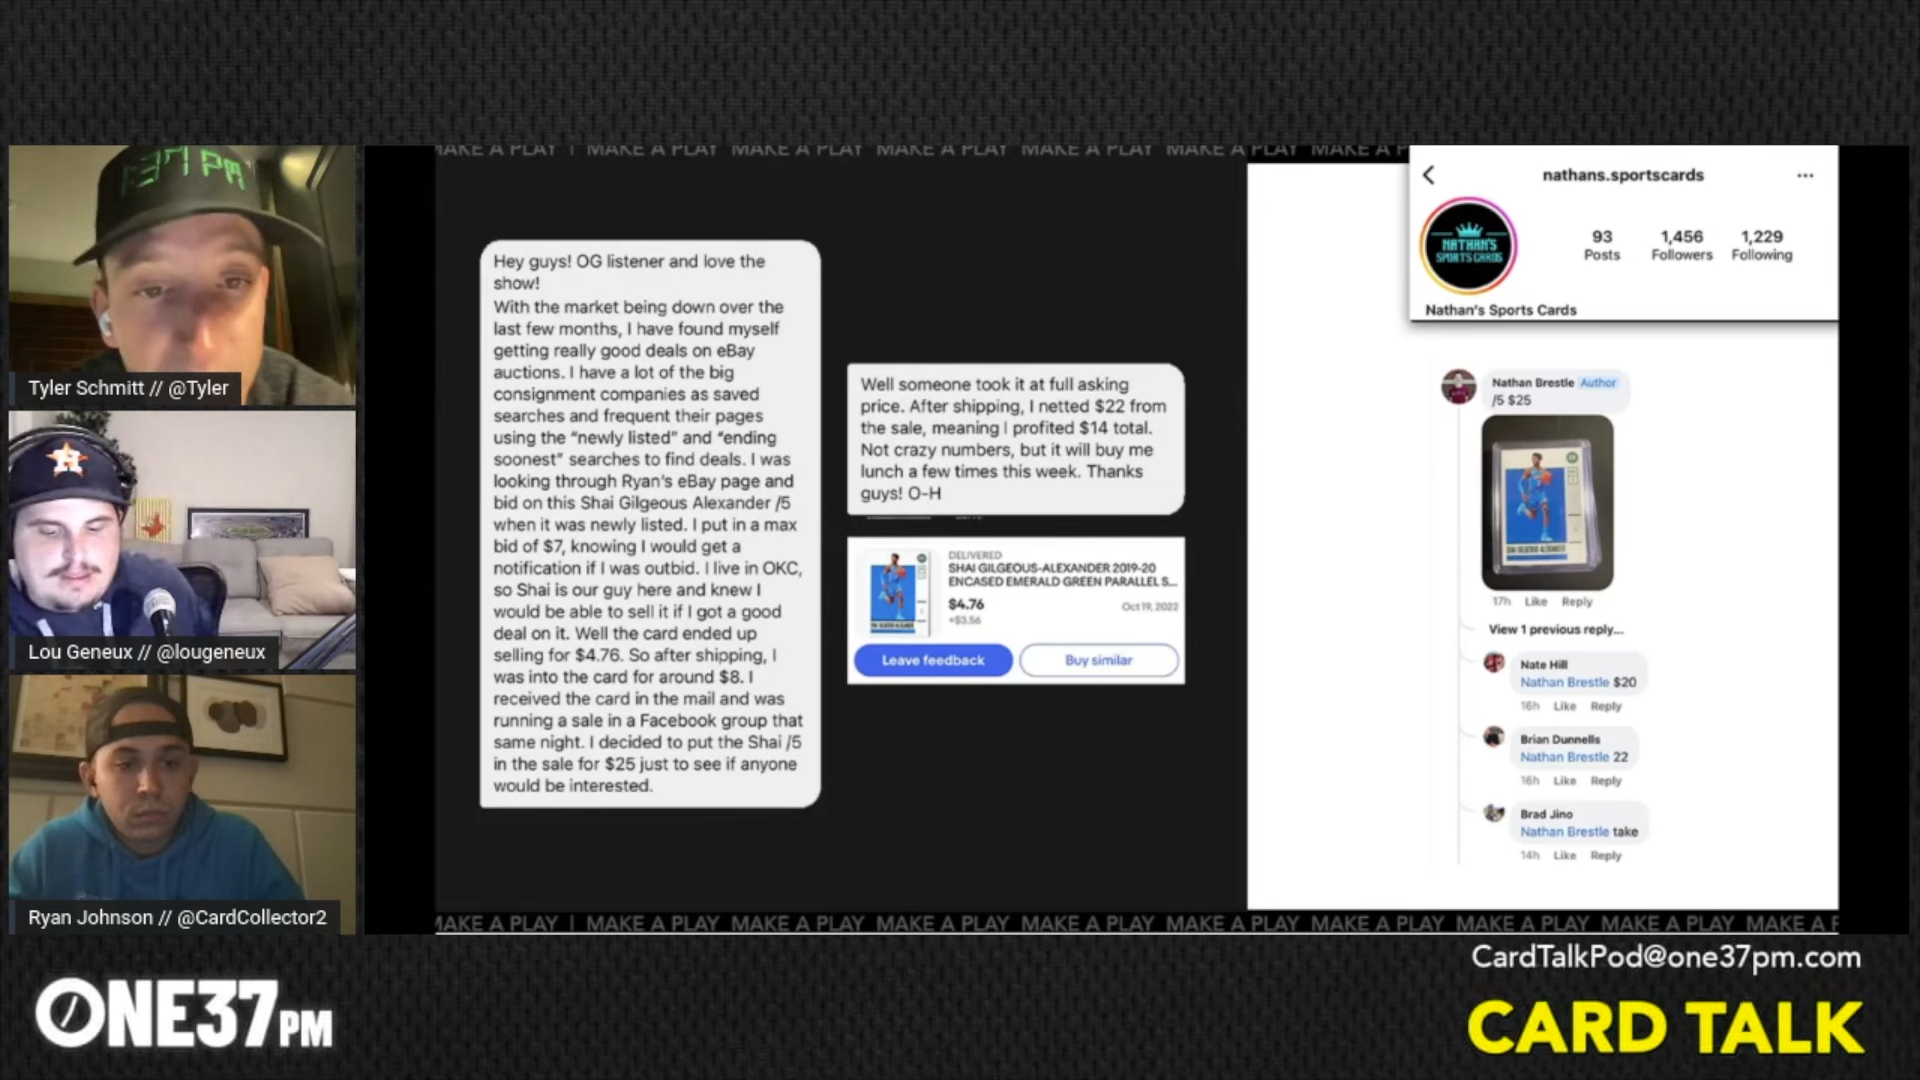 MAKE A PLAY | MAKE A PLAY MAKE A PLAY MAKE A PLAY MAKE A PLAY MAKE A PLAY MAKE A P
1:37 PM
Tyler Schmitt // @Tyler
Lou Geneux // @lougeneux
Ryan Johnson // @CardCollector2
Hey guys! OG listener and love the
show!
With the market being down over the
last few months, I have found myself
getting really good deals on eBay
auctions. I have a lot of the big
consignment companies as saved
searches and frequent their pages
using the “newly listed” and “ending
soonest” searches to find deals. I was
looking through Ryan's eBay page and
bid on this Shai Gilgeous Alexander /5
when it was newly listed. I put in a max
bid of $7, knowing I would get a
notification if I was outbid. I live in OKC,
so Shai is our guy here and knew I
would be able to sell it if I got a good
deal on it. Well the card ended up
selling for $4.76. So after shipping, I
was into the card for around $8. I
received the card in the mail and was
running a sale in a Facebook group that
same night. I decided to put the Shai /5
in the sale for $25 just to see if anyone
would be interested.
Well someone took it at full asking
price. After shipping, I netted $22 from
the sale, meaning I profited $14 total.
Not crazy numbers, but it will buy me
lunch a few times this week. Thanks
guys! O-H
DELIVERED
SHAI GILGEOUS-ALEXANDER 2019-20
ENCASED EMERALD GREEN PARALLEL S...
$4.76
Oct 19, 2022
+$3.56
Leave feedback
Buy similar
nathans.sportscards
...
NATHAN'S
SPORTS CARDS
93
Posts
1,456
Followers
1,229
Following
Nathan's Sports Cards
Nathan Brestle Author
/5 $25
SHAI GILGEOUS-ALEXANDER
17h Like Reply
View 1 previous reply...
Nate Hill
Nathan Brestle $20
16h Like Reply
Brian Dunnells
Nathan Brestle 22
16h Like Reply
Brad Jino
Nathan Brestle take
14h Like Reply
MAKE A PLAY | MAKE A PLAY MAKE A PLAY MAKE A PLAY MAKE A PLAY MAKE A PLAY MAKE A PLAY MAKE A PLAY MAKE A PLAY MAKE A P
ONE37PM
CardTalkPod@one37pm.com
CARD TALK